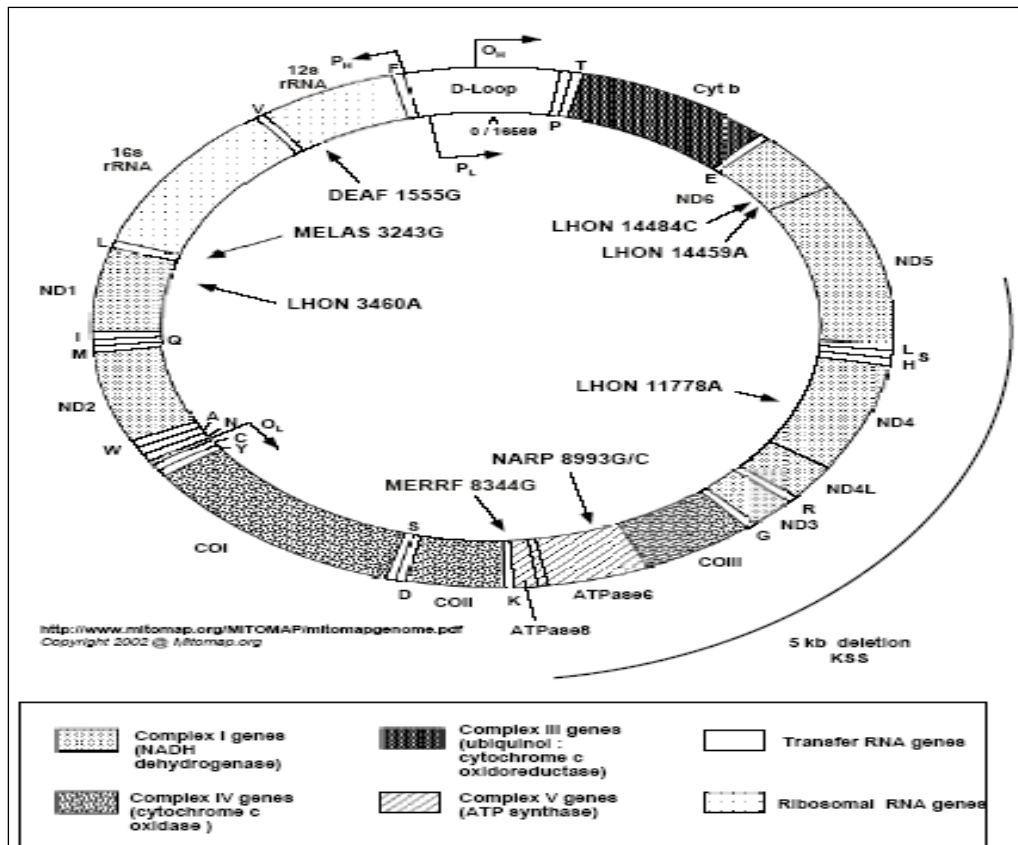 O_H
P_H
12s
rRNA
F
D-Loop
T
Cyt b
0 / 16569
P
P_L
V
16s
rRNA
E
ND6
DEAF 1555G
LHON 14484C
LHON 14459A
MELAS 3243G
L
ND1
LHON 3460A
ND5
I
Q
M
L
S
H
LHON 11778A
ND2
ND4
A
N
O_L
C
Y
W
NARP 8993G/C
MERRF 8344G
ND4L
R
ND3
G
S
COI
COIII
D
COII
K
ATPase6
ATPase8
http://www.mitomap.org/MITOMAP/mitomapgenome.pdf
Copyright 2002 @ Mitomap.org
5 kb deletion
KSS
Complex I genes
(NADH
dehydrogenase)
Complex III genes
(ubiquinol :
cytochrome c
oxidoreductase)
Transfer RNA genes
Complex IV genes
(cytochrome c
oxidase )
Complex V genes
(ATP synthase)
Ribosomal RNA genes